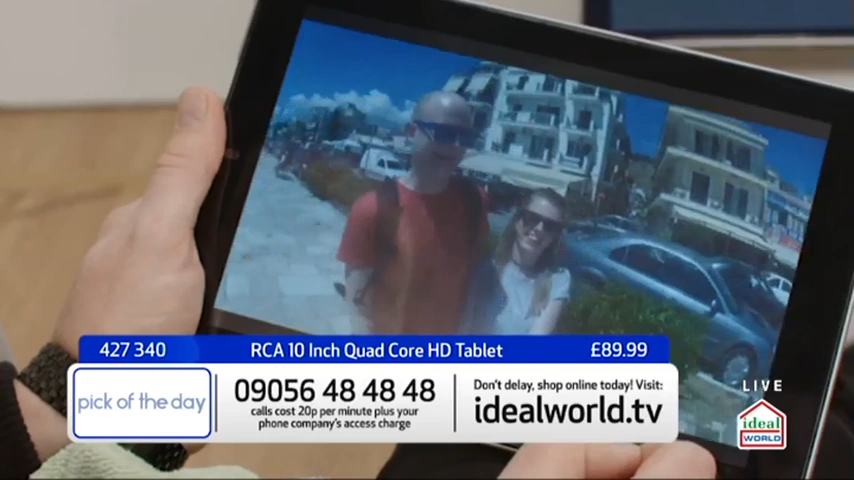 427 340 RCA 10 Inch Quad Core HD Tablet £89.99
pick of the day
09056 48 48 48
calls cost 20p per minute plus your
phone company's access charge
Don't delay, shop online today! Visit:
idealworld.tv
LIVE
ideal
WORLD